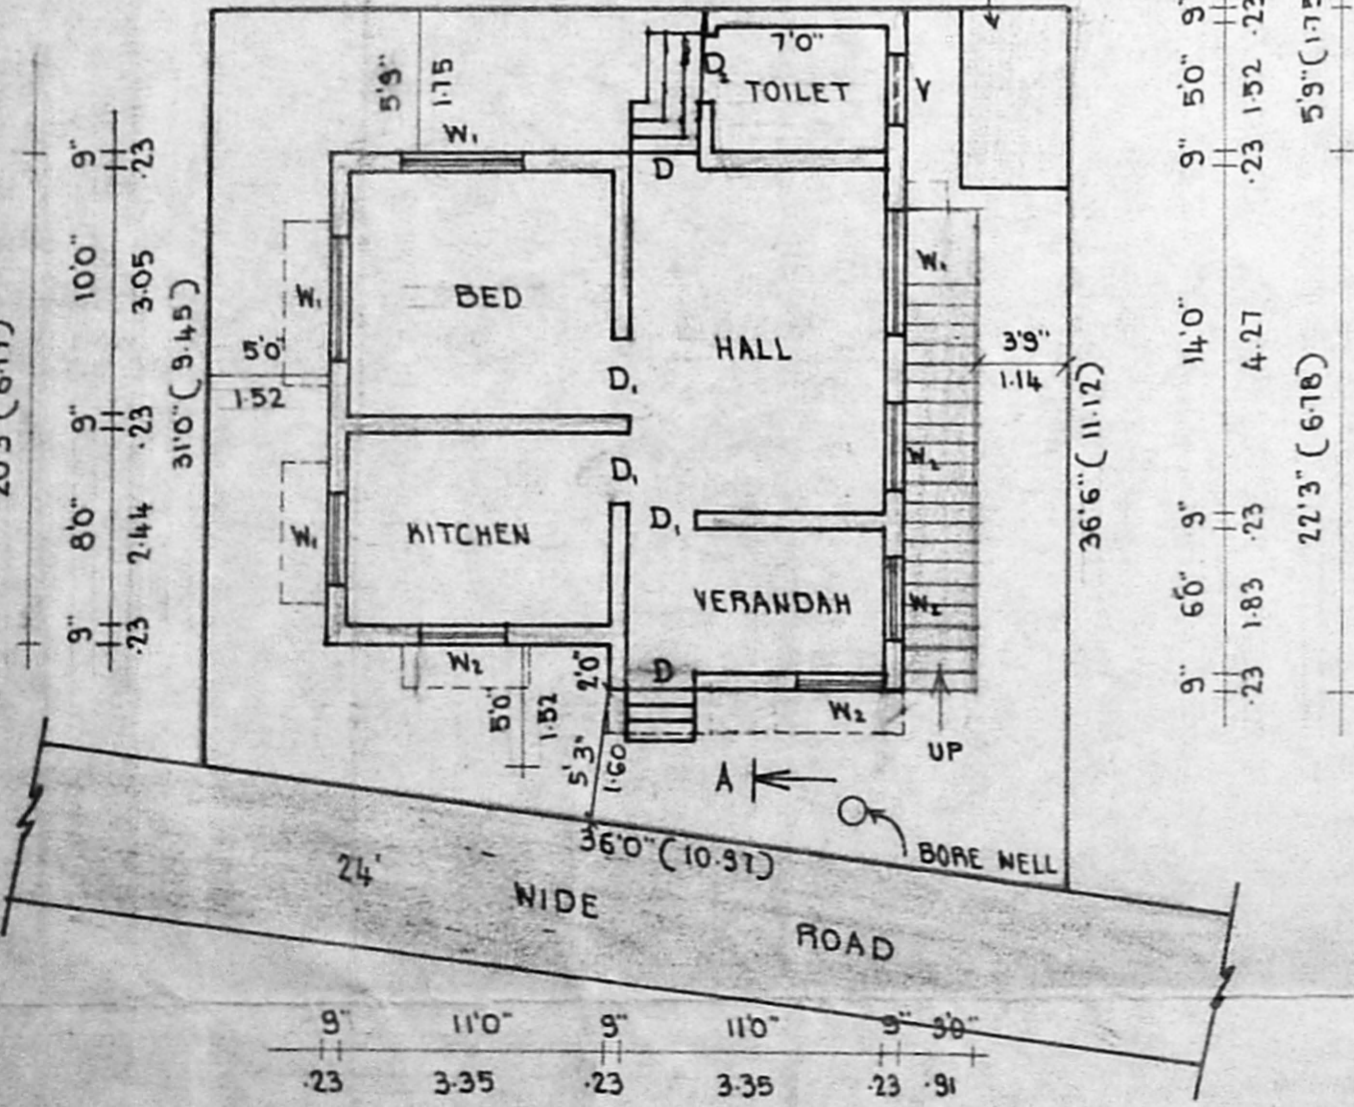 7'0"
D₂
TOILET
V
5'9"
1.75
W₁
D
BED
W₁
W₁
HALL
5'0"
1.52
D₁
3'9"
1.14
W₂
D₁
W₁
KITCHEN
D₁
VERANDAH
W₂
W₂
2'0"
D
W₂
5'0"
1.52
5'3"
1.60
UP
A
BORE WELL
36'0" (10.97)
24'
WIDE
ROAD
9" 11'0" 9" 11'0" 9" 3'0"
.23 3.35 .23 3.35 .23 .91
9" 10'0" 9" 8'0" 9"
.23 3.05 .23 2.44 .23
31'0" (9.45)
36'6" (11.12)
9" 5'0" 9" 14'0" 9" 6'0" 9"
.23 1.52 .23 4.27 .23 1.83 .23
22'3" (6.78)